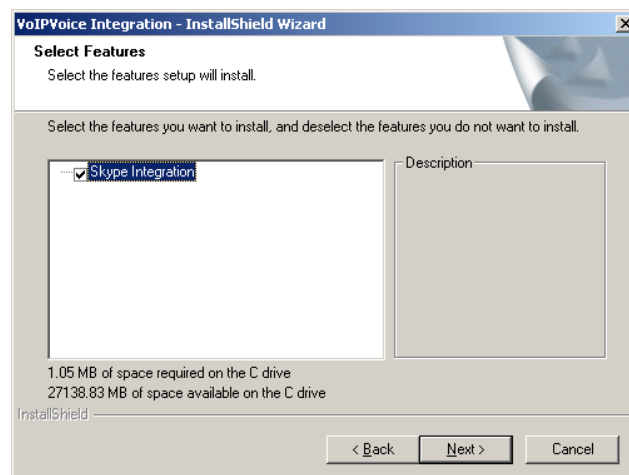 VoIPVoice Integration - InstallShield Wizard
Select Features
Select the features setup will install.
Select the features you want to install, and deselect the features you do not want to install.
Skype Integration
Description
1.05 MB of space required on the C drive
27138.83 MB of space available on the C drive
InstallShield
< Back
Next >
Cancel